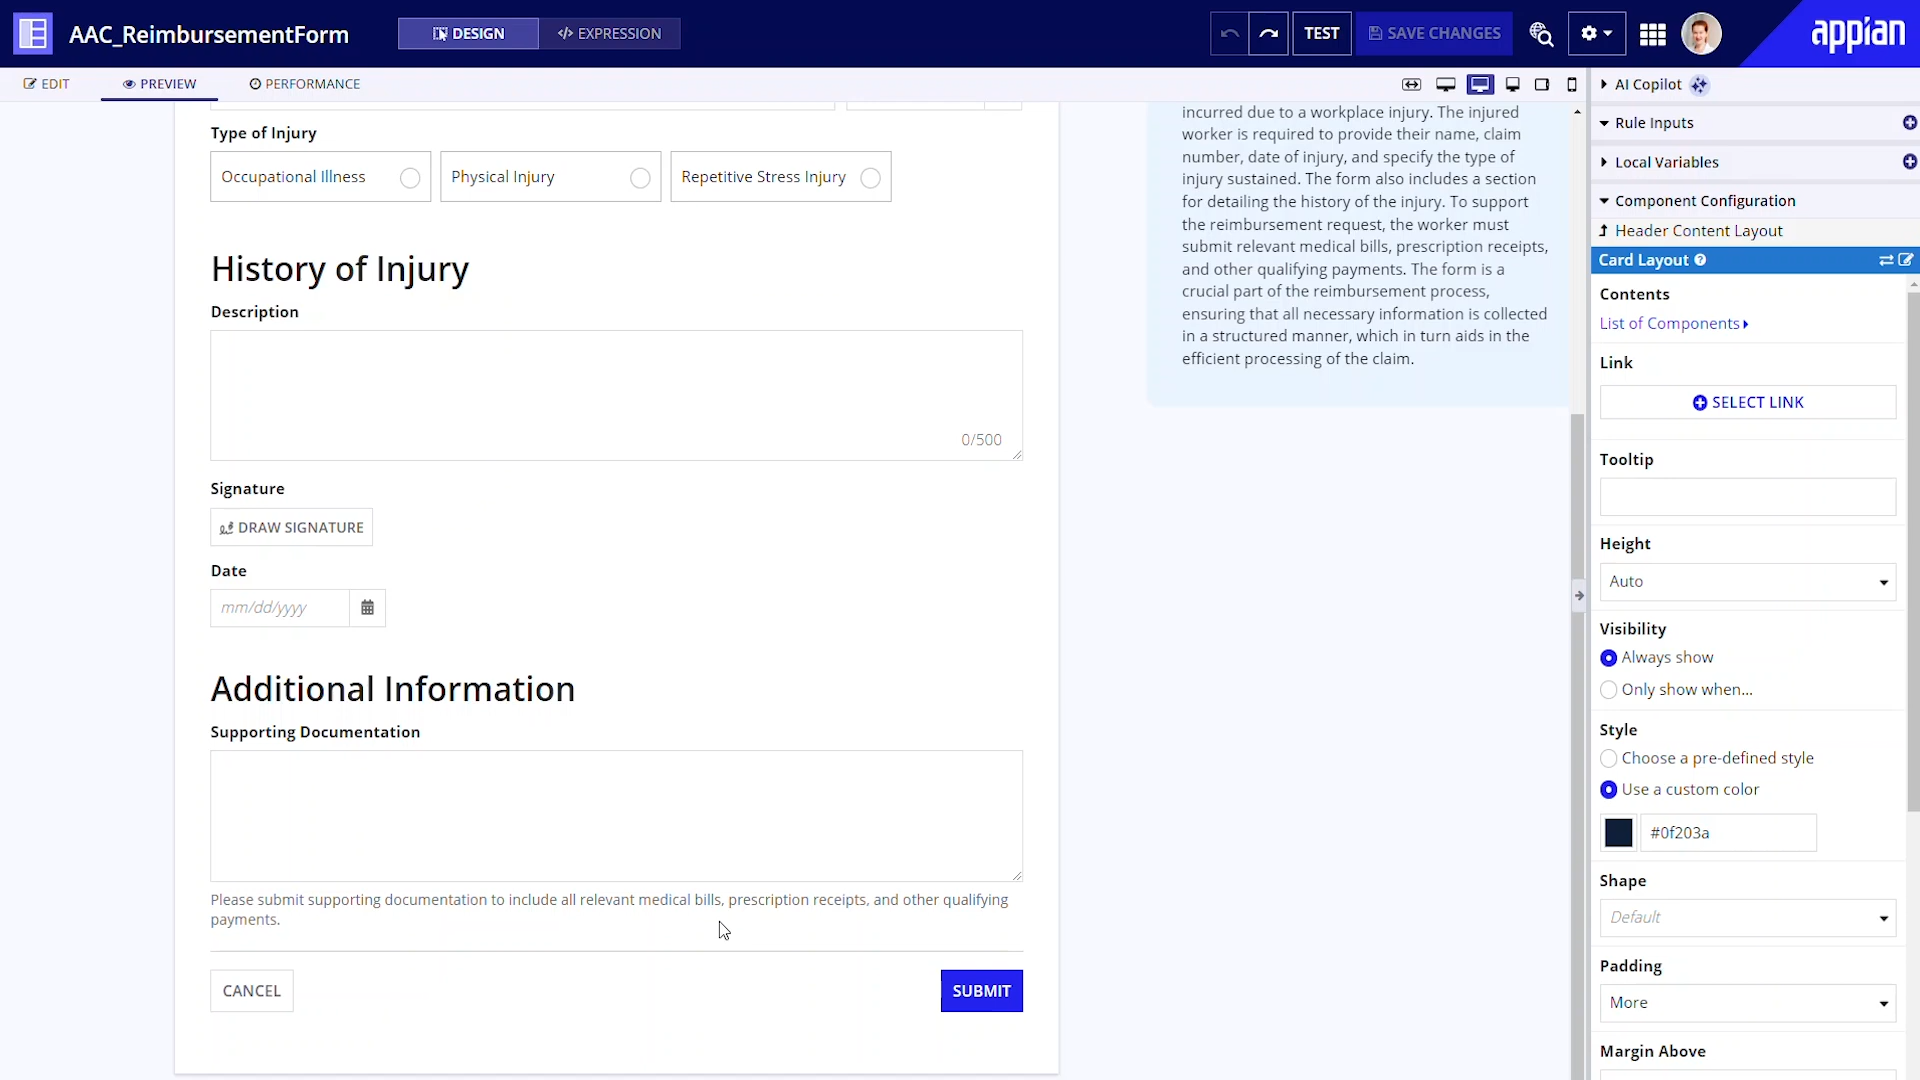 AAC_ReimbursementForm
DESIGN
</> EXPRESSION
TEST
SAVE CHANGES
appian
EDIT
PREVIEW
PERFORMANCE
Type of Injury
Occupational Illness
Physical Injury
Repetitive Stress Injury
History of Injury
Description
0/500
Signature
DRAW SIGNATURE
Date
mm/dd/yyyy
Additional Information
Supporting Documentation
Please submit supporting documentation to include all relevant medical bills, prescription receipts, and other qualifying
payments.
CANCEL
SUBMIT
incurred due to a workplace injury. The injured
worker is required to provide their name, claim
number, date of injury, and specify the type of
injury sustained. The form also includes a section
for detailing the history of the injury. To support
the reimbursement request, the worker must
submit relevant medical bills, prescription receipts,
and other qualifying payments. The form is a
crucial part of the reimbursement process,
ensuring that all necessary information is collected
in a structured manner, which in turn aids in the
efficient processing of the claim.
AI Copilot
Rule Inputs
Local Variables
Component Configuration
Header Content Layout
Card Layout
Contents
List of Components
Link
SELECT LINK
Tooltip
Height
Auto
Visibility
Always show
Only show when...
Style
Choose a pre-defined style
Use a custom color
#0f203a
Shape
Default
Padding
More
Margin Above